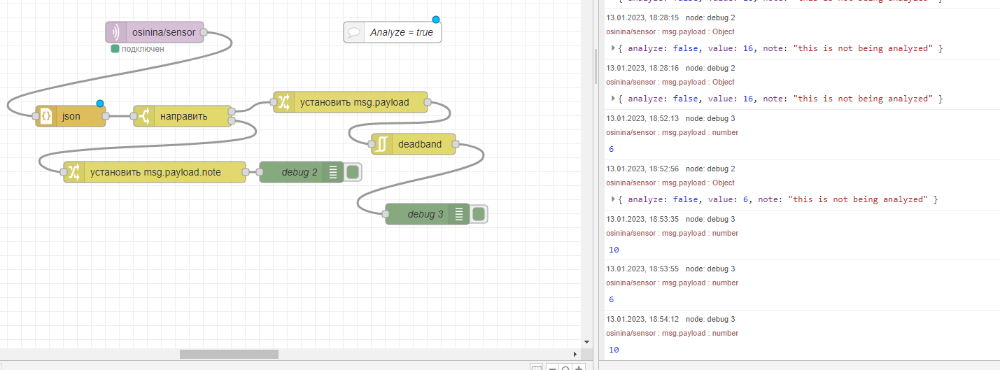 osinina/sensor
подключен
Analyze = true
json
направить
установить msg.payload
deadband
установить msg.payload.note
debug 2
debug 3
13.01.2023, 18:28:15 node: debug 2
osinina/sensor : msg.payload : Object
{ analyze: false, value: 16, note: "this is not being analyzed" }
13.01.2023, 18:28:16 node: debug 2
osinina/sensor : msg.payload : Object
{ analyze: false, value: 16, note: "this is not being analyzed" }
13.01.2023, 18:52:13 node: debug 3
osinina/sensor : msg.payload : number
6
13.01.2023, 18:52:56 node: debug 2
osinina/sensor : msg.payload : Object
{ analyze: false, value: 6, note: "this is not being analyzed" }
13.01.2023, 18:53:35 node: debug 3
osinina/sensor : msg.payload : number
10
13.01.2023, 18:53:55 node: debug 3
osinina/sensor : msg.payload : number
6
13.01.2023, 18:54:12 node: debug 3
osinina/sensor : msg.payload : number
10